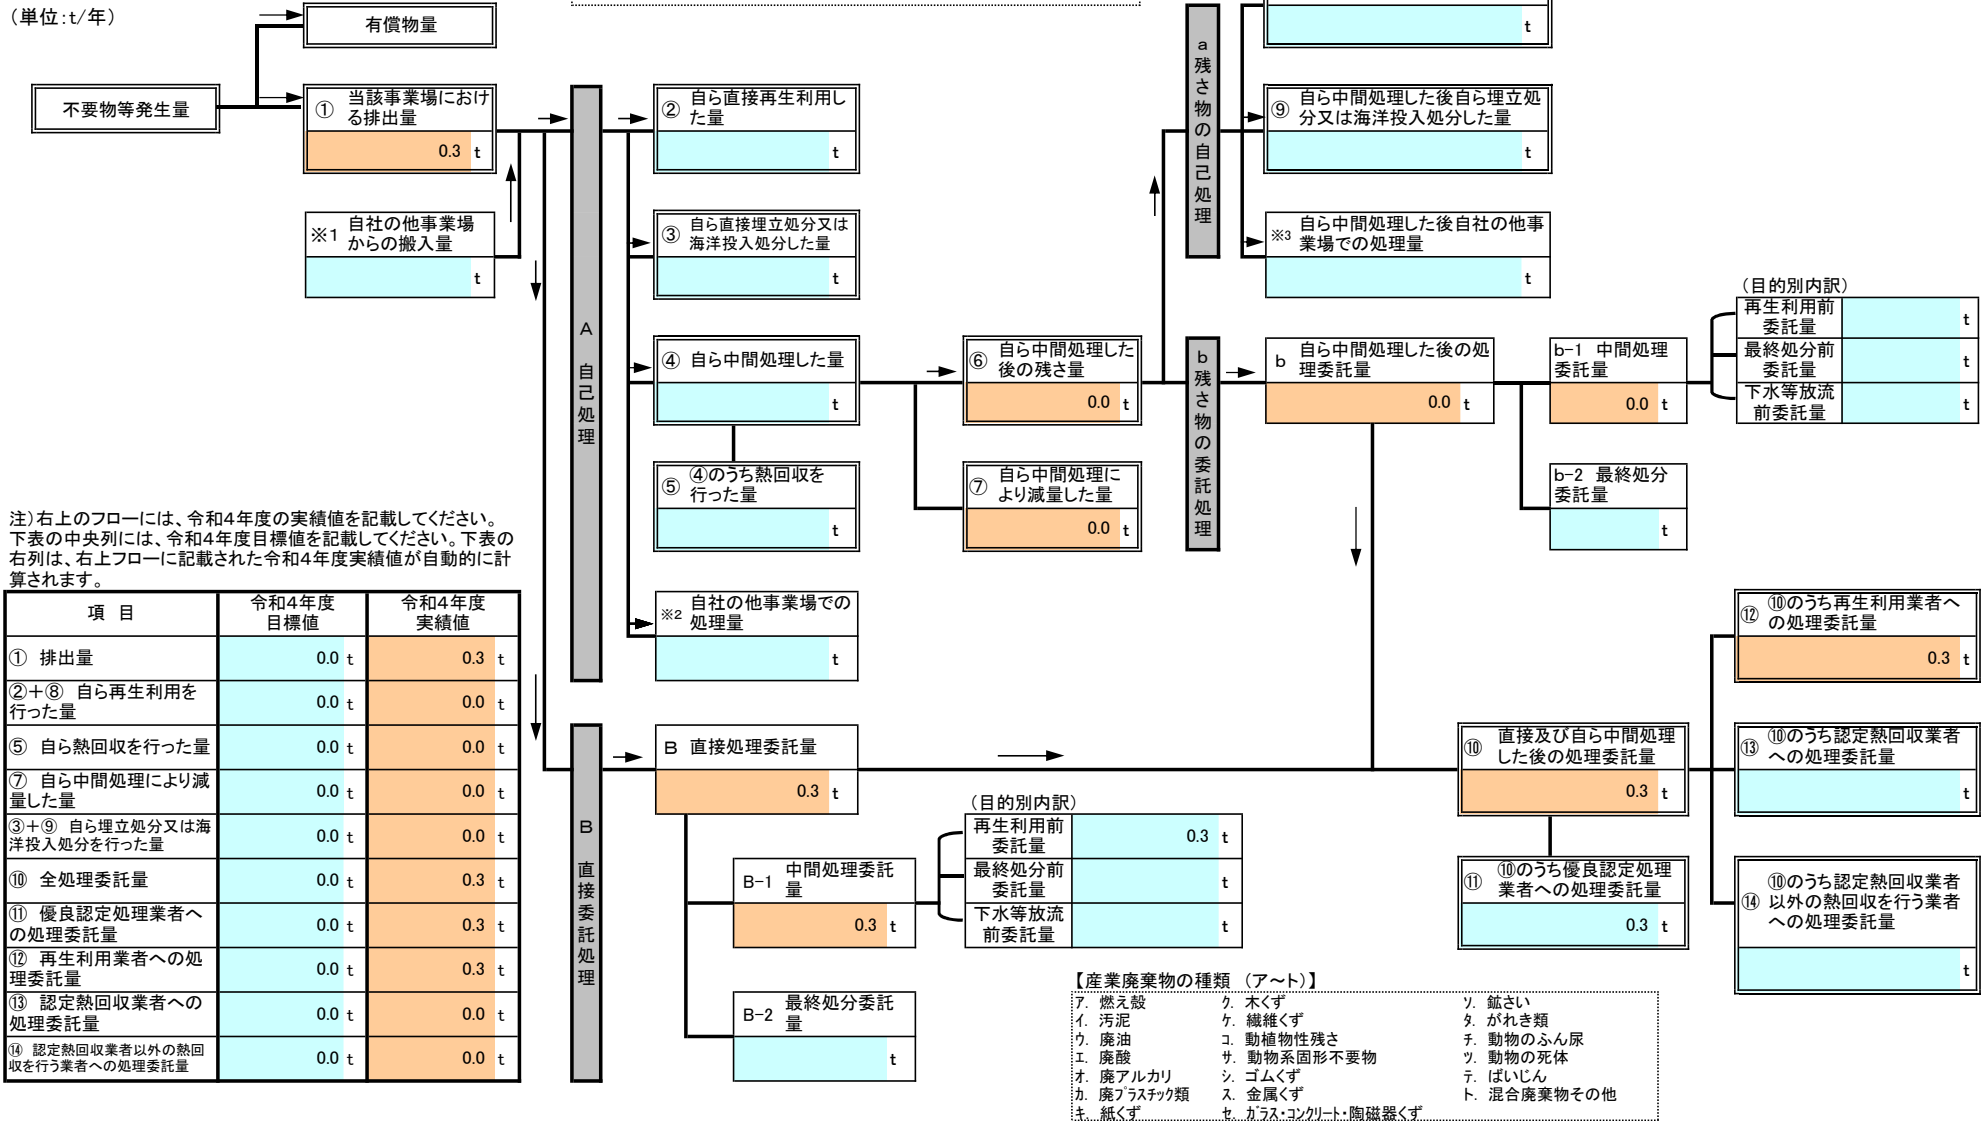 （単位：t/年）
有償物量
不要物等発生量
① 当該事業場におけ
る排出量
0.3 t
※1 自社の他事業場
からの搬入量
t
A 自己処理
② 自ら直接再生利用し
た量
t
③ 自ら直接埋立処分又は
海洋投入処分した量
t
④ 自ら中間処理した量
t
⑤ ④のうち熱回収を
行った量
t
※2 自社の他事業場での
処理量
t
⑥ 自ら中間処理した
後の残さ量
0.0 t
⑦ 自ら中間処理に
より減量した量
0.0 t
a 残さ物の自己処理
t
⑨ 自ら中間処理した後自ら埋立処
分又は海洋投入処分した量
t
※3 自ら中間処理した後自社の他事
業場での処理量
t
b 残さ物の委託処理
b 自ら中間処理した後の処
理委託量
0.0 t
b-1 中間処理
委託量
0.0 t
b-2 最終処分
委託量
t
（目的別内訳）
再生利用前
委託量
t
最終処分前
委託量
t
下水等放流
前委託量
t
注）右上のフローには、令和4年度の実績値を記載してください。
下表の中央列には、令和4年度目標値を記載してください。下表の
右列は、右上フローに記載された令和4年度実績値が自動的に計
算されます。
項 目 令和4年度
目標値 令和4年度
実績値
① 排出量 0.0 t 0.3 t
②＋⑧ 自ら再生利用を
行った量 0.0 t 0.0 t
⑤ 自ら熱回収を行った量 0.0 t 0.0 t
⑦ 自ら中間処理により減
量した量 0.0 t 0.0 t
③＋⑨ 自ら埋立処分又は海
洋投入処分を行った量 0.0 t 0.0 t
⑩ 全処理委託量 0.0 t 0.3 t
⑪ 優良認定処理業者へ
の処理委託量 0.0 t 0.3 t
⑫ 再生利用業者への処
理委託量 0.0 t 0.3 t
⑬ 認定熱回収業者への
処理委託量 0.0 t 0.0 t
⑭ 認定熱回収業者以外の熱回
収を行う業者への処理委託量 0.0 t 0.0 t
B 直接委託処理
B 直接処理委託量
0.3 t
B-1 中間処理委託
量
0.3 t
B-2 最終処分委託
量
t
（目的別内訳）
再生利用前
委託量
0.3 t
最終処分前
委託量
t
下水等放流
前委託量
t
⑩ 直接及び自ら中間処理
した後の処理委託量
0.3 t
⑪ ⑩のうち優良認定処理
業者への処理委託量
0.3 t
⑫ ⑩のうち再生利用業者へ
の処理委託量
0.3 t
⑬ ⑩のうち認定熱回収業者
への処理委託量
t
⑭ ⑩のうち認定熱回収業者
以外の熱回収を行う業者
への処理委託量
t
【産業廃棄物の種類 （ア～ト）】
ア. 燃え殻
イ. 汚泥
ウ. 廃油
エ. 廃酸
オ. 廃アルカリ
カ. 廃プラスチック類
キ. 紙くず
ク. 木くず
ケ. 繊維くず
コ. 動植物性残さ
サ. 動物系固形不要物
シ. ゴムくず
ス. 金属くず
セ. ガラス・コンクリート・陶磁器くず
ソ. 鉱さい
タ. がれき類
チ. 動物のふん尿
ツ. 動物の死体
テ. ばいじん
ト. 混合廃棄物その他